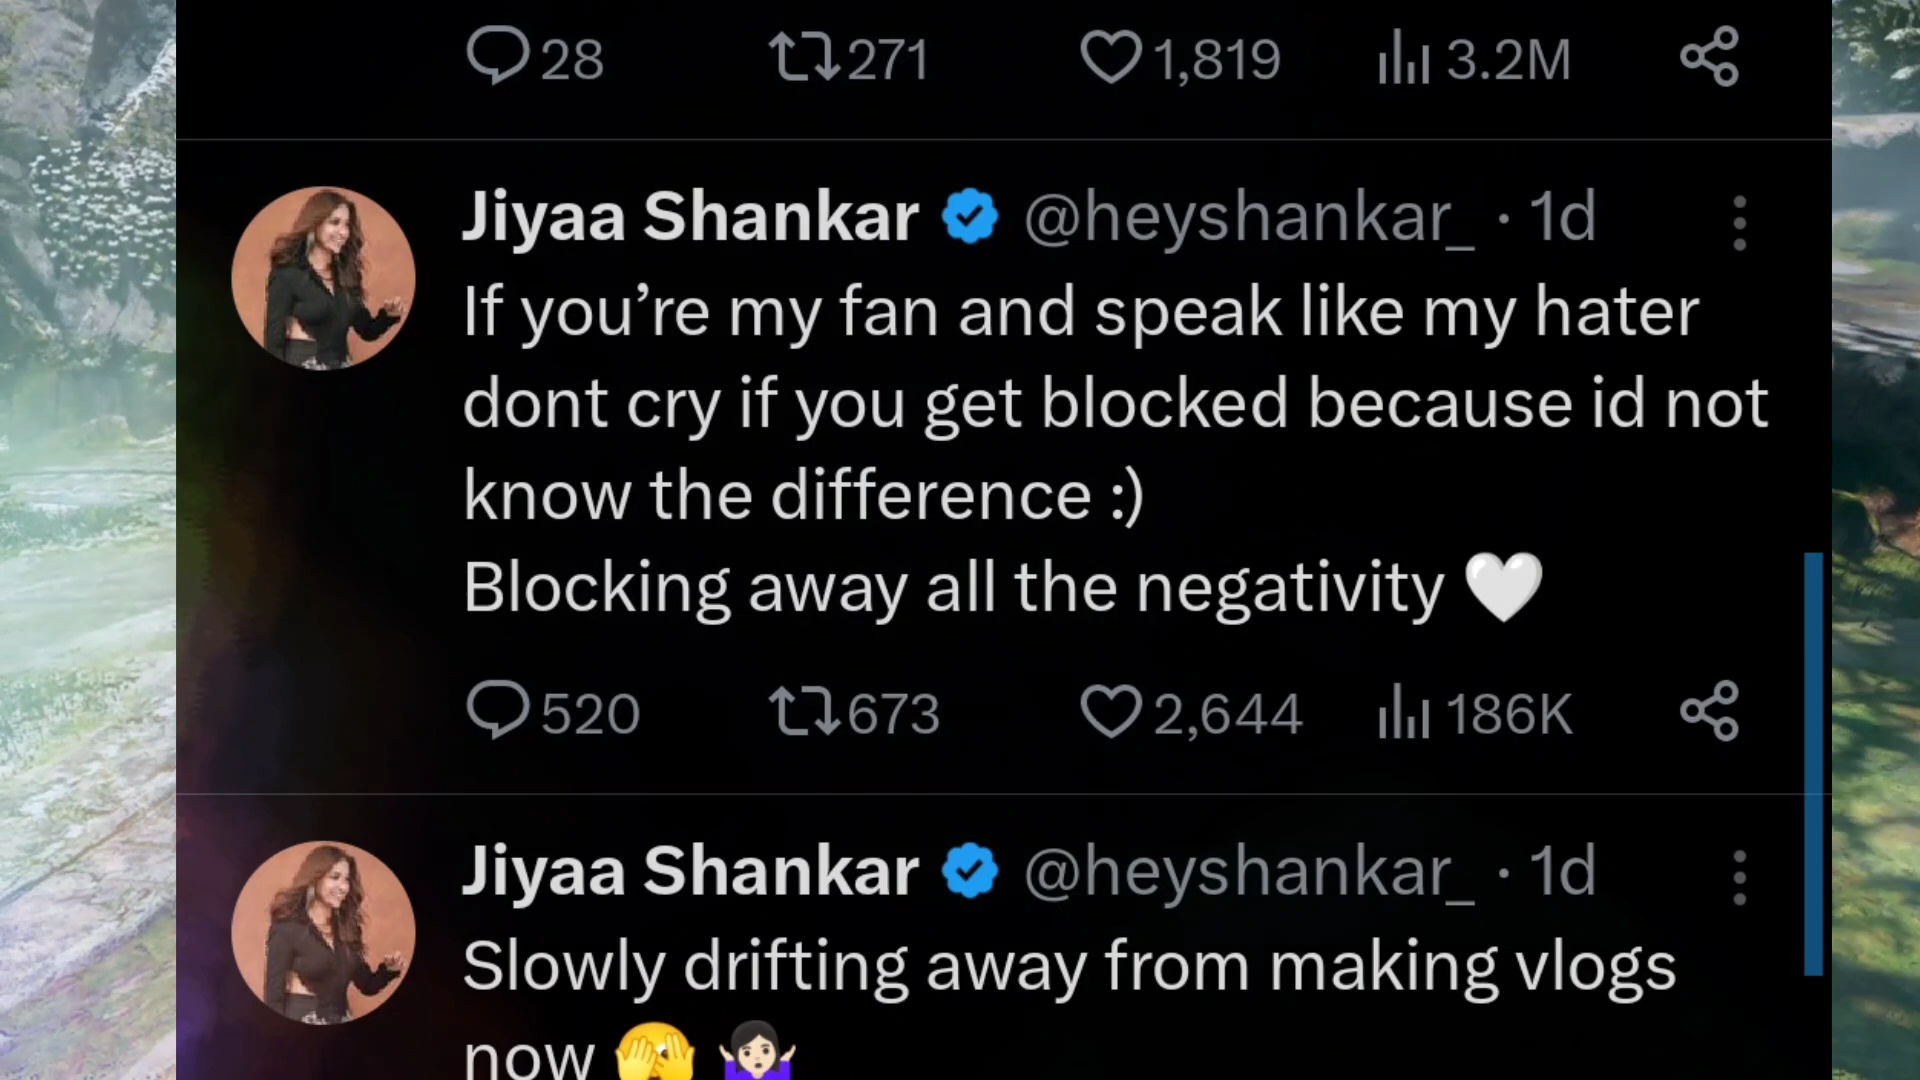 28 271 1,819 3.2M
Jiyaa Shankar @heyshankar_ · 1d
If you’re my fan and speak like my hater
dont cry if you get blocked because id not
know the difference :)
Blocking away all the negativity 🤍
520 673 2,644 186K
Jiyaa Shankar @heyshankar_ · 1d
Slowly drifting away from making vlogs
now 🫣 🤷🏻‍♀️